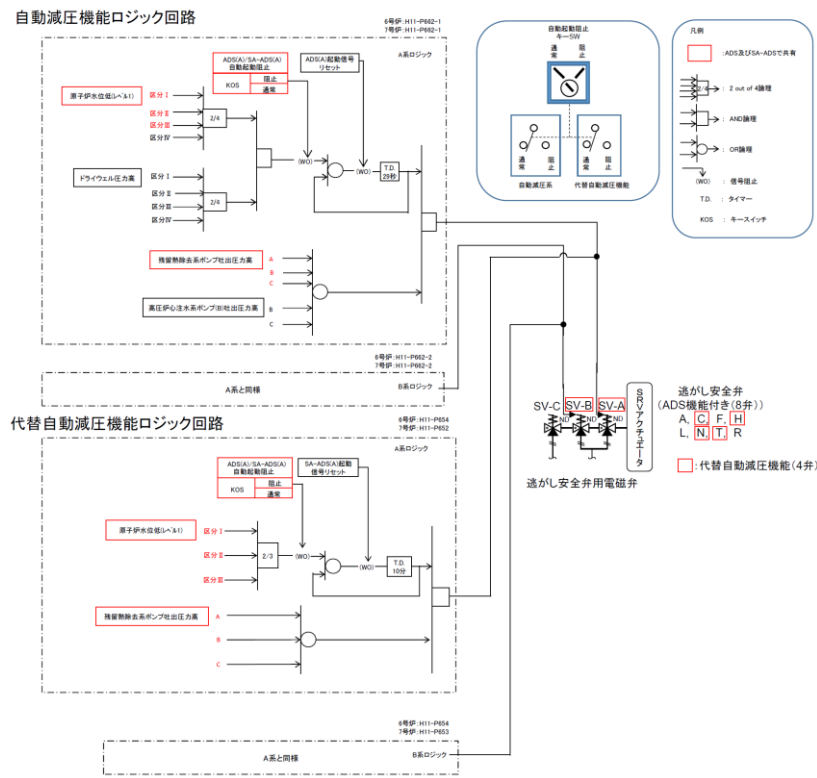 自動減圧機能ロジック回路
6号炉:H11-P662-1
7号炉:H11-P662-1
A系ロジック
ADS(A)/SA-ADS(A)
自動起動阻止
KOS
阻止
通常
ADS(A)起動信号
リセット
原子炉水位低(レベル1)
区分Ⅰ
区分Ⅱ
区分Ⅲ
区分Ⅳ
2/4
(WO)
(WO)
T.D.
29秒
ドライウェル圧力高
区分Ⅰ
区分Ⅱ
区分Ⅲ
区分Ⅳ
2/4
残留熱除去系ポンプ吐出圧力高
A
B
C
高圧炉心注水系ポンプ(B)吐出圧力高
B
C
6号炉:H11-P662-2
7号炉:H11-P662-2
A系と同様
B系ロジック
自動起動阻止
キーSW
通常
阻止
通常
阻止
通常
阻止
自動減圧系
代替自動減圧機能
凡例
:ADS及びSA-ADSで共有
2/4
: 2 out of 4論理
: AND論理
: OR論理
(WO)
: 信号阻止
T.D.
: タイマー
KOS
: キースイッチ
SV-C
SV-B
SV-A
ND
ND
ND
SRVアクチュエータ
逃がし安全弁用電磁弁
逃がし安全弁
(ADS機能付き(8弁))
A, C, F, H
L, N, T, R
:代替自動減圧機能(4弁)
代替自動減圧機能ロジック回路
6号炉:H11-P654
7号炉:H11-P652
A系ロジック
ADS(A)/SA-ADS(A)
自動起動阻止
KOS
阻止
通常
SA-ADS(A)起動
信号リセット
原子炉水位低(レベル1)
区分Ⅰ
区分Ⅱ
区分Ⅲ
2/3
(WO)
(WO)
T.D.
10分
残留熱除去系ポンプ吐出圧力高
A
B
C
6号炉:H11-P654
7号炉:H11-P653
A系と同様
B系ロジック